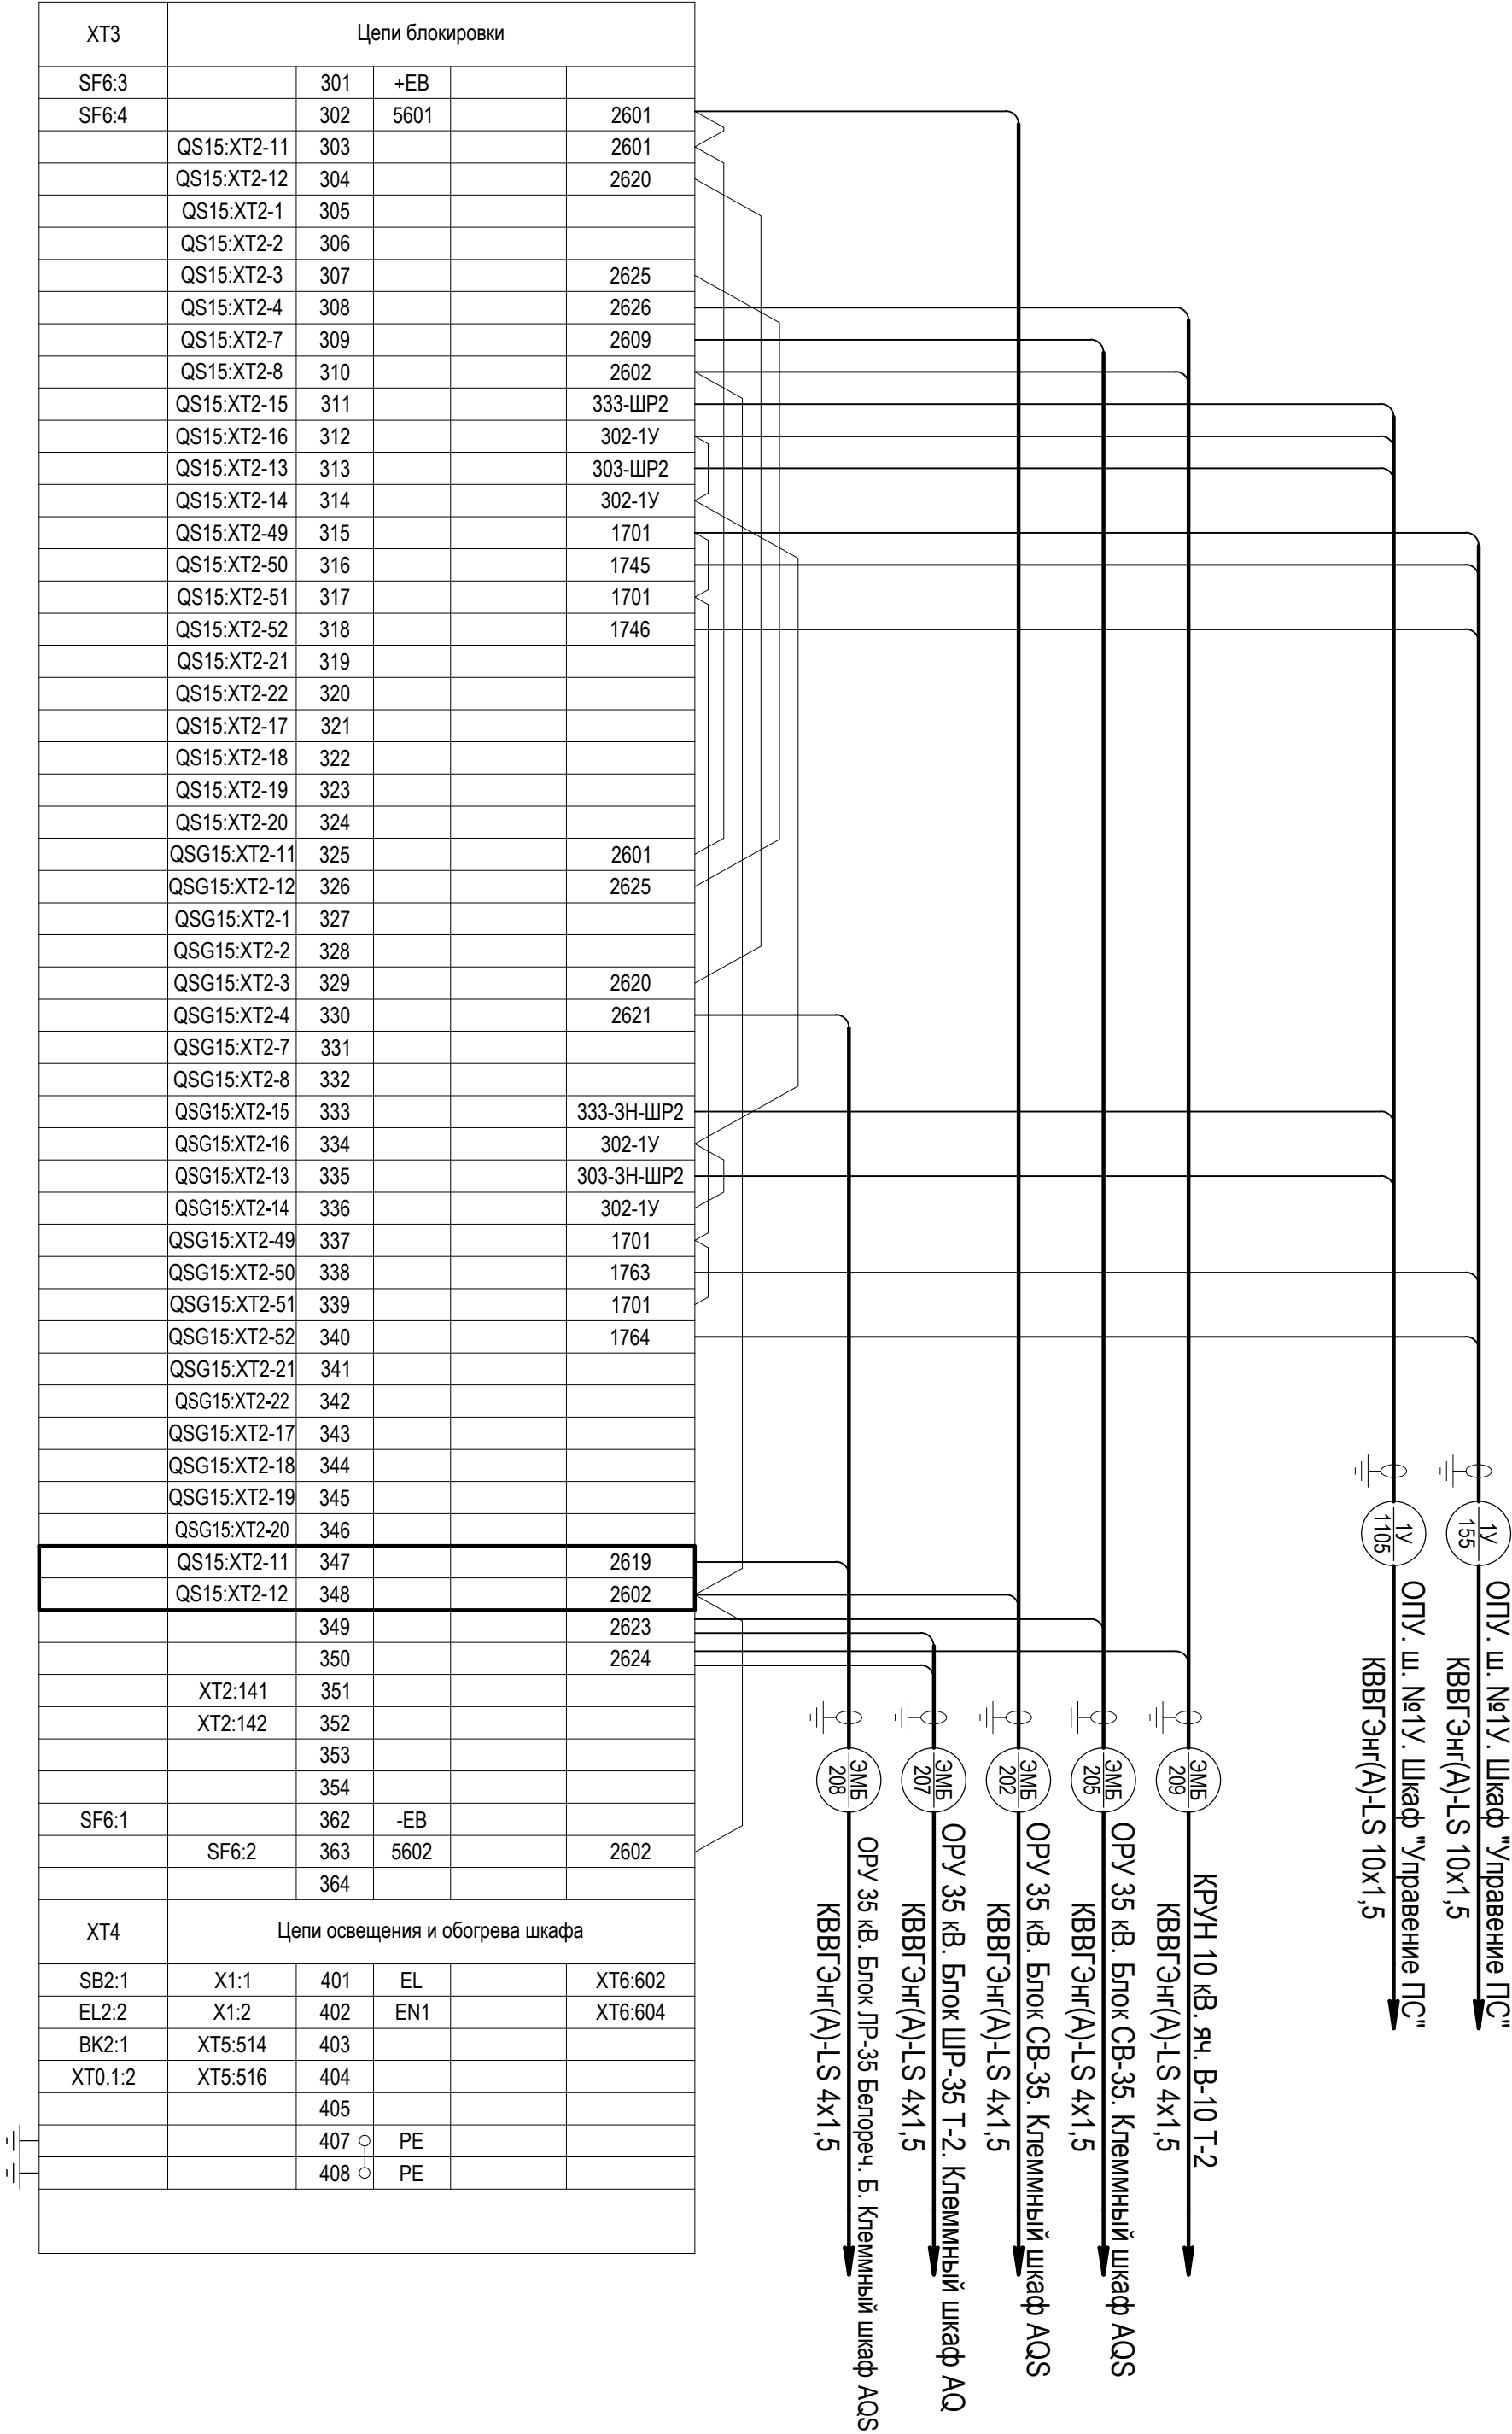 XT3 Цепи блокировки
SF6:3 301 +EB
SF6:4 302 5601 2601
QS15:XT2-11 303 2601
QS15:XT2-12 304 2620
QS15:XT2-1 305
QS15:XT2-2 306
QS15:XT2-3 307 2625
QS15:XT2-4 308 2626
QS15:XT2-7 309 2609
QS15:XT2-8 310 2602
QS15:XT2-15 311 333-ШР2
QS15:XT2-16 312 302-1У
QS15:XT2-13 313 303-ШР2
QS15:XT2-14 314 302-1У
QS15:XT2-49 315 1701
QS15:XT2-50 316 1745
QS15:XT2-51 317 1701
QS15:XT2-52 318 1746
QS15:XT2-21 319
QS15:XT2-22 320
QS15:XT2-17 321
QS15:XT2-18 322
QS15:XT2-19 323
QS15:XT2-20 324
QSG15:XT2-11 325 2601
QSG15:XT2-12 326 2625
QSG15:XT2-1 327
QSG15:XT2-2 328
QSG15:XT2-3 329 2620
QSG15:XT2-4 330 2621
QSG15:XT2-7 331
QSG15:XT2-8 332
QSG15:XT2-15 333 333-ЗН-ШР2
QSG15:XT2-16 334 302-1У
QSG15:XT2-13 335 303-ЗН-ШР2
QSG15:XT2-14 336 302-1У
QSG15:XT2-49 337 1701
QSG15:XT2-50 338 1763
QSG15:XT2-51 339 1701
QSG15:XT2-52 340 1764
QSG15:XT2-21 341
QSG15:XT2-22 342
QSG15:XT2-17 343
QSG15:XT2-18 344
QSG15:XT2-19 345
QSG15:XT2-20 346
QS15:XT2-11 347 2619
QS15:XT2-12 348 2602
349 2623
350 2624
XT2:141 351
XT2:142 352
353
354
SF6:1 362 -EB
SF6:2 363 5602 2602
364
XT4 Цепи освещения и обогрева шкафа
SB2:1 X1:1 401 EL XT6:602
EL2:2 X1:2 402 EN1 XT6:604
BK2:1 XT5:514 403
XT0.1:2 XT5:516 404
405
407 PE
408 PE
1У
155
ОПУ. ш. №1У. Шкаф "Управение ПС"
КВВГЭнг(А)-LS 10х1,5
1У
1105
ОПУ. ш. №1У. Шкаф "Управение ПС"
КВВГЭнг(А)-LS 10х1,5
ЭМБ
209
КРУН 10 кВ. яч. В-10 Т-2
КВВГЭнг(А)-LS 4х1,5
ЭМБ
205
ОРУ 35 кВ. Блок СВ-35. Клеммный шкаф AQS
КВВГЭнг(А)-LS 4х1,5
ЭМБ
202
ОРУ 35 кВ. Блок СВ-35. Клеммный шкаф AQS
КВВГЭнг(А)-LS 4х1,5
ЭМБ
207
ОРУ 35 кВ. Блок ШР-35 Т-2. Клеммный шкаф AQ
КВВГЭнг(А)-LS 4х1,5
ЭМБ
208
ОРУ 35 кВ. Блок ЛР-35 Белореч. Б. Клеммный шкаф AQS
КВВГЭнг(А)-LS 4х1,5